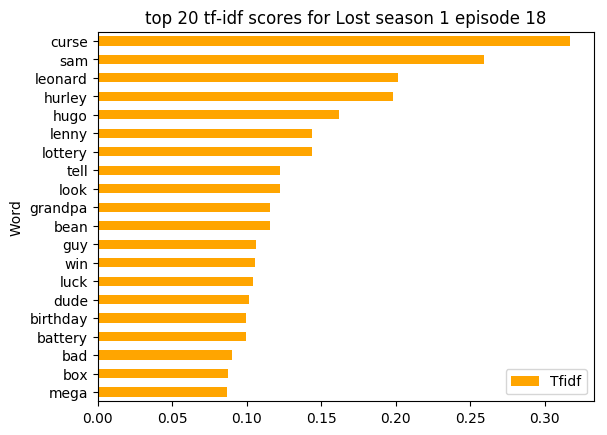 top 20 tf-idf scores for Lost season 1 episode 18
Word
curse
sam
leonard
hurley
hugo
lenny
lottery
tell
look
grandpa
bean
guy
win
luck
dude
birthday
battery
bad
box
mega
Tfidf
0.00 0.05 0.10 0.15 0.20 0.25 0.30